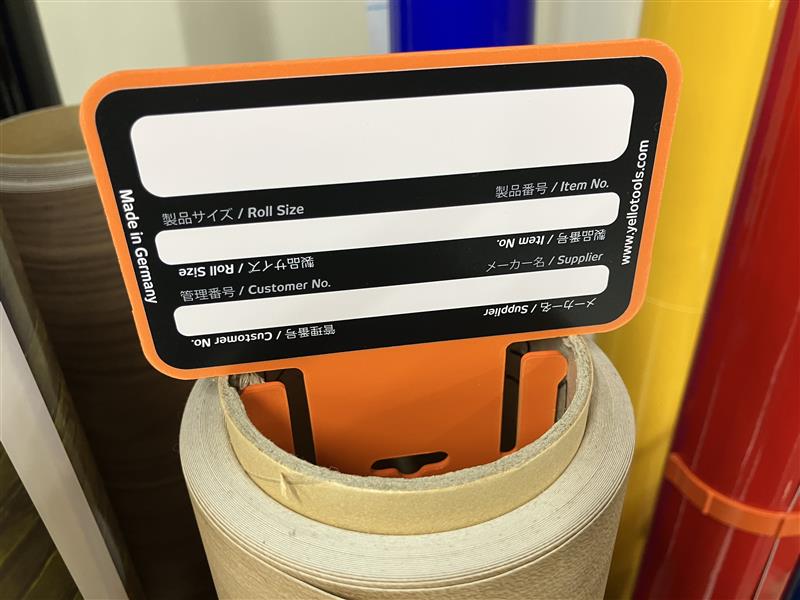 製品サイズ / Roll Size
製品番号 / Item No.
製品サイズ / Roll Size
製品番号 / Item No.
管理番号 / Customer No.
メーカー名 / Supplier
管理番号 / Customer No.
メーカー名 / Supplier
Made in Germany
www.yellotools.com